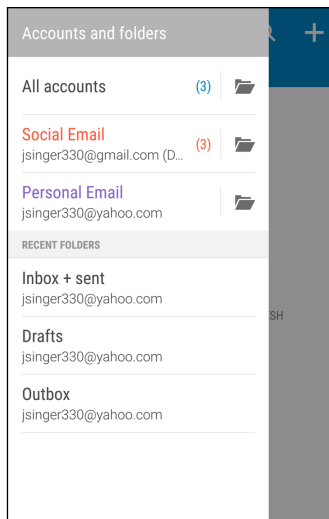 Accounts and folders
All accounts (3)
Social Email (3)
jsinger330@gmail.com (D...
Personal Email
jsinger330@yahoo.com
RECENT FOLDERS
Inbox + sent
jsinger330@yahoo.com
Drafts
jsinger330@yahoo.com
Outbox
jsinger330@yahoo.com
SH